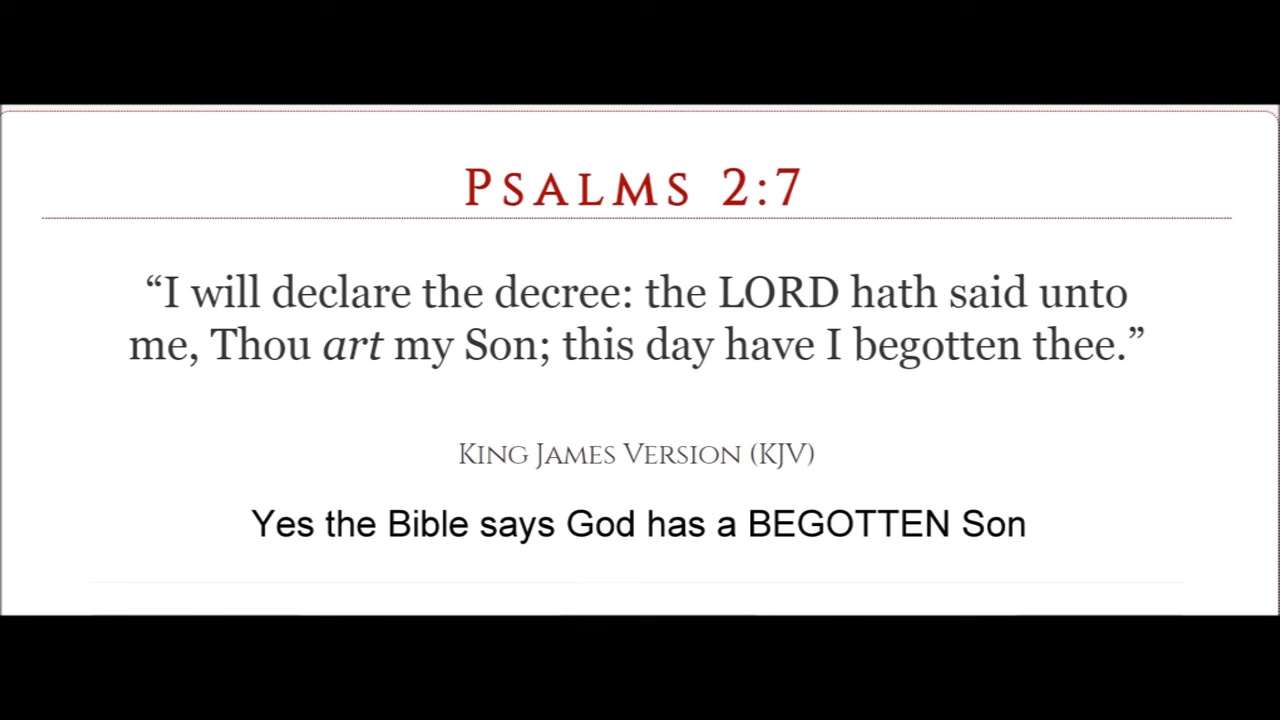 PSALMS 2:7
“I will declare the decree: the LORD hath said unto
me, Thou art my Son; this day have I begotten thee.”
KING JAMES VERSION (KJV)
Yes the Bible says God has a BEGOTTEN Son